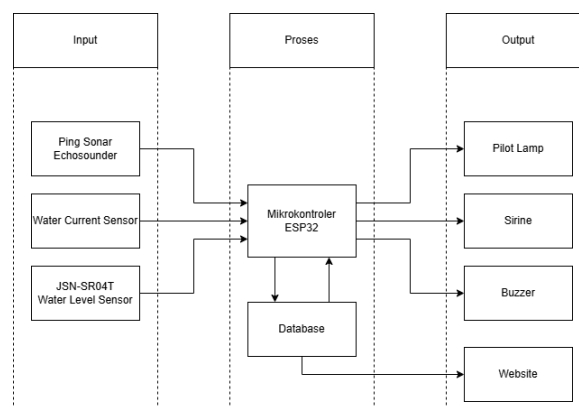 Input
Proses
Output
Ping Sonar
Echosounder
Water Current Sensor
JSN-SR04T
Water Level Sensor
Mikrokontroler
ESP32
Database
Pilot Lamp
Sirine
Buzzer
Website